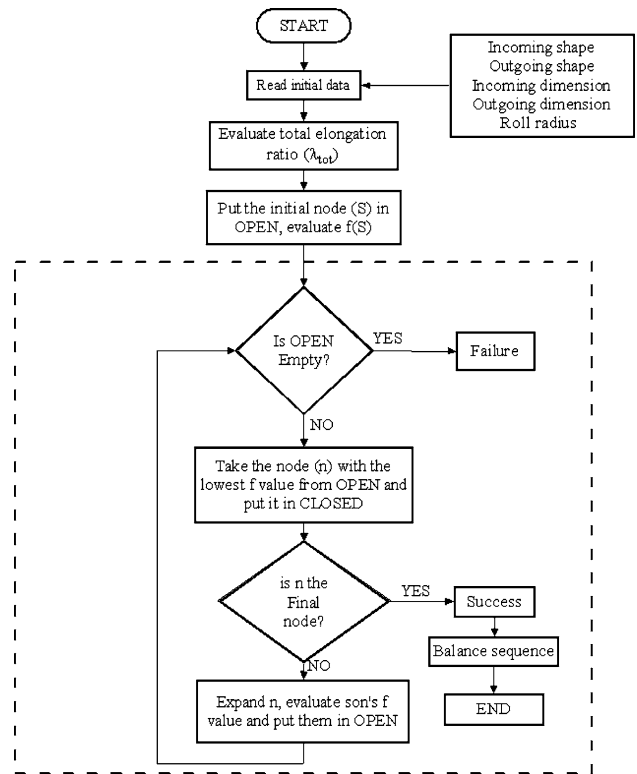 START
Read initial data
Incoming shape
Outgoing shape
Incoming dimension
Outgoing dimension
Roll radius
Evaluate total elongation
ratio (λtot)
Put the initial node (S) in
OPEN, evaluate f(S)
Is OPEN
Empty?
YES
Failure
NO
Take the node (n) with the
lowest f value from OPEN and
put it in CLOSED
is n the
Final
node?
YES
Success
Balance sequence
END
NO
Expand n, evaluate son's f
value and put them in OPEN